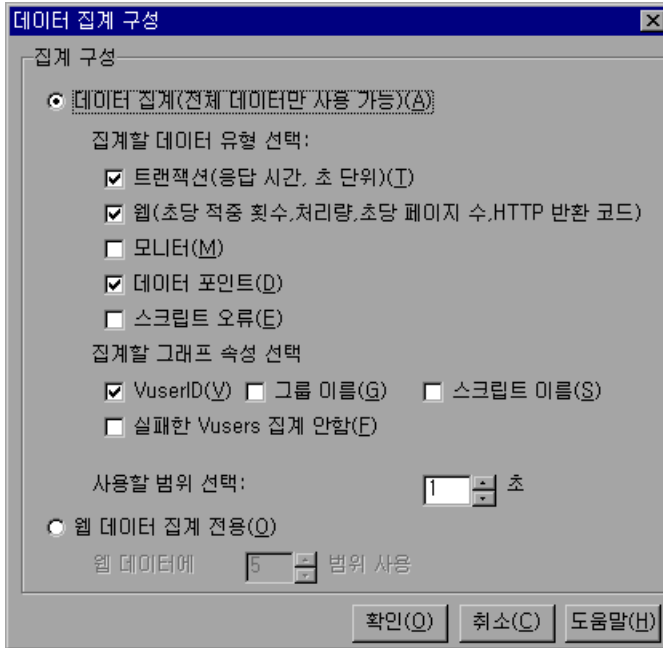 데이터 집계 구성
집계 구성
데이터 집계(전체 데이터만 사용 가능)(A)
집계할 데이터 유형 선택:
트랜잭션(응답 시간, 초 단위)(T)
웹(초당 적중 횟수,처리량,초당 페이지 수,HTTP 반환 코드)
모니터(M)
데이터 포인트(D)
스크립트 오류(E)
집계할 그래프 속성 선택
VuserID(V) 그룹 이름(G) 스크립트 이름(S)
실패한 Vusers 집계 안함(F)
사용할 범위 선택: 1 초
웹 데이터 집계 전용(O)
웹 데이터에 5 범위 사용
확인(O) 취소(C) 도움말(H)